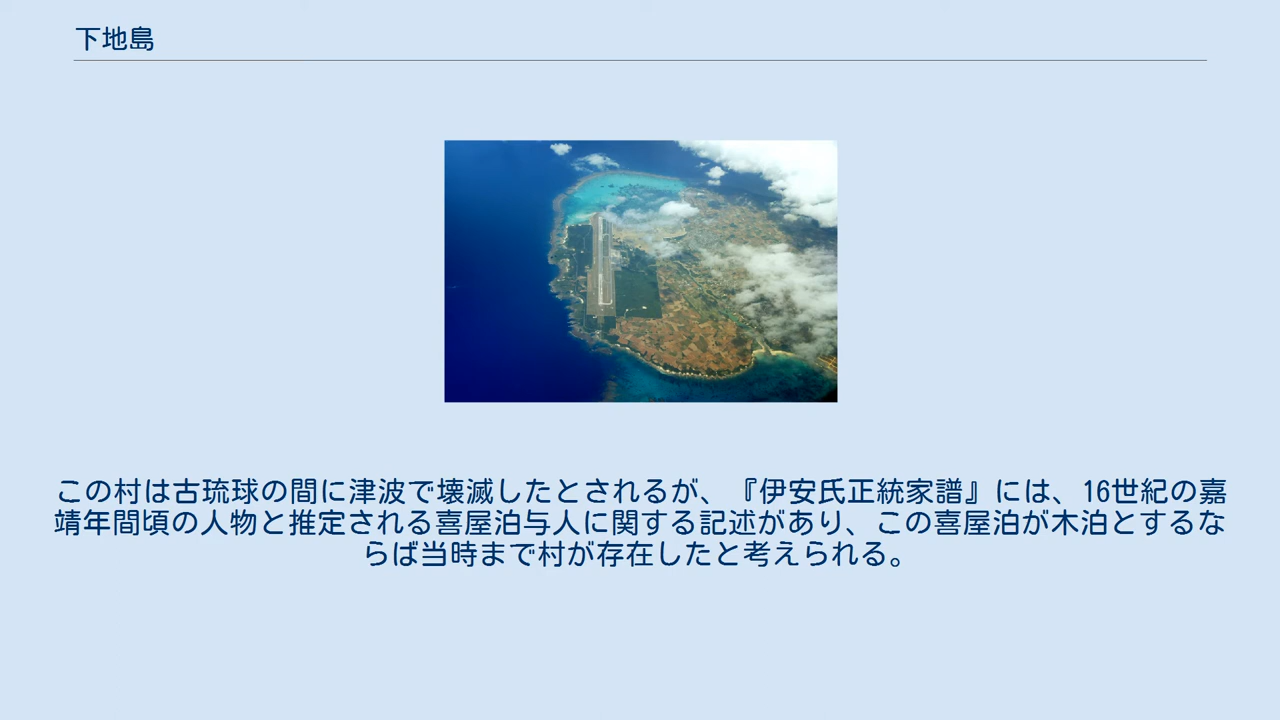 下地島
この村は古琉球の間に津波で壊滅したとされるが、『伊安氏正統家譜』には、16世紀の嘉
靖年間頃の人物と推定される喜屋泊与人に関する記述があり、この喜屋泊が木泊とするな
らば当時まで村が存在したと考えられる。